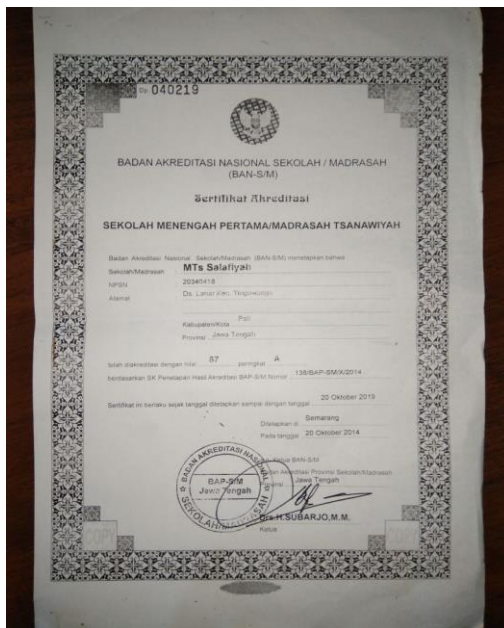 Dp. 040219
BADAN AKREDITASI NASIONAL SEKOLAH / MADRASAH
(BAN-S/M)
Sertifikat Akreditasi
SEKOLAH MENENGAH PERTAMA/MADRASAH TSANAWIYAH
Badan Akreditasi Nasional Sekolah/Madrasah (BAN-S/M) menetapkan bahwa
Sekolah/Madrasah MTs Salafiyah
NPSN 20340418
Alamat Ds. Lahar Kec.
Kabupaten/Kota Pati
Provinsi Jawa Tengah
telah diakreditasi dengan nilai 87 peringkat A
berdasarkan SK Penetapan Hasil Akreditasi BAP-S/M Nomor 138/BAP-SM/X/2014
Sertifikat ini berlaku sejak tanggal ditetapkan sampai dengan tanggal 20 Oktober 2019
Ditetapkan di Semarang
Pada tanggal 20 Oktober 2014
Ketua BAN-S/M
Badan Akreditasi Provinsi Sekolah/Madrasah
Jawa Tengah
BADAN AKREDITASI NASIONAL
BAP-S/M
Jawa Tengah
SEKOLAH/MADRASAH
Drs.H.SUBARJO,M.M.
Ketua
COPY
COPY